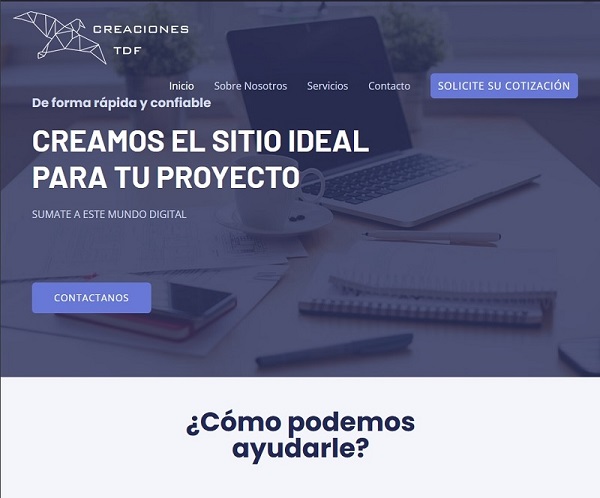 CREACIONES
TDF
Inicio Sobre Nosotros Servicios Contacto SOLICITE SU COTIZACIÓN
De forma rápida y confiable
CREAMOS EL SITIO IDEAL
PARA TU PROYECTO
SUMATE A ESTE MUNDO DIGITAL
CONTACTANOS
¿Cómo podemos
ayudarle?